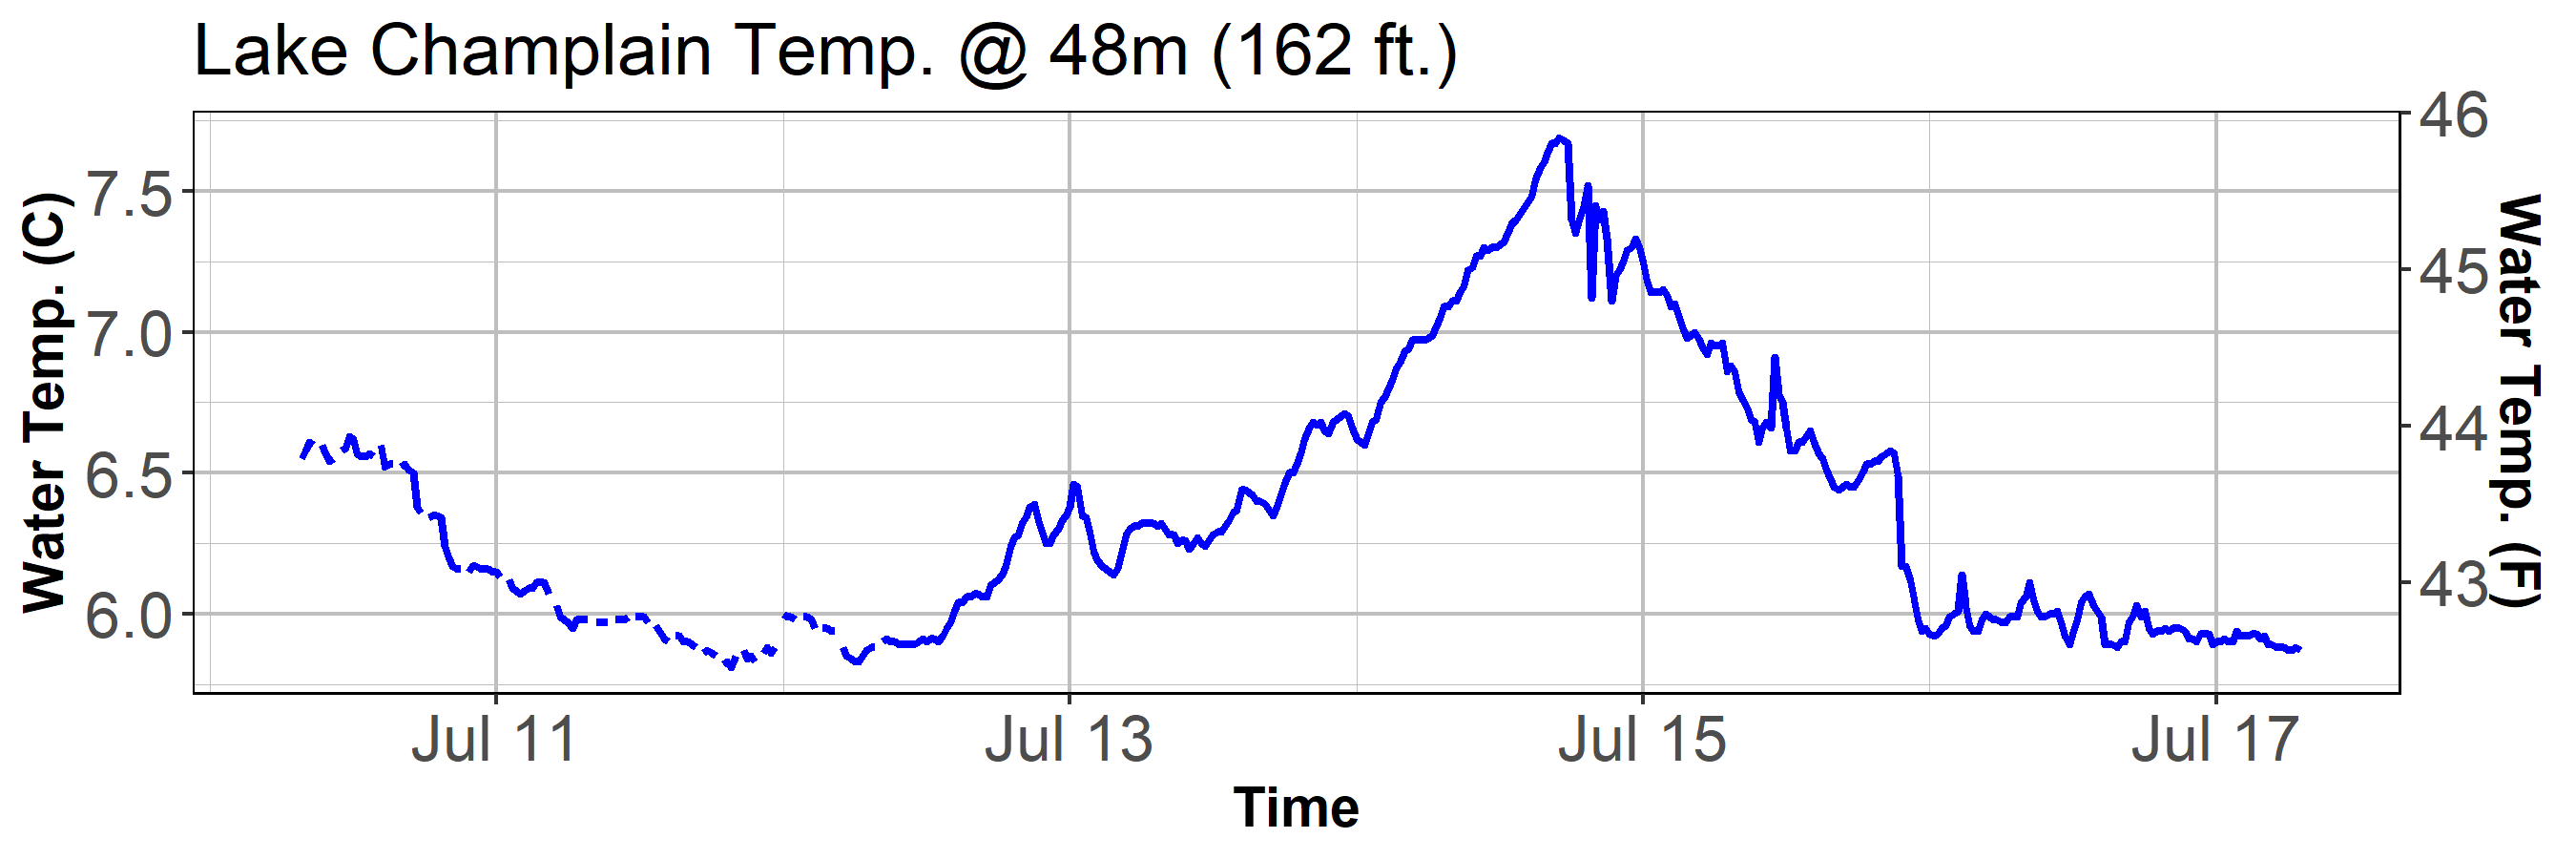 Lake Champlain Temp. @ 48m (162 ft.)
Water Temp. (C)
7.5
7.0
6.5
6.0
46
45
44
43
Water Temp. (F)
Jul 11 Jul 13 Jul 15 Jul 17
Time